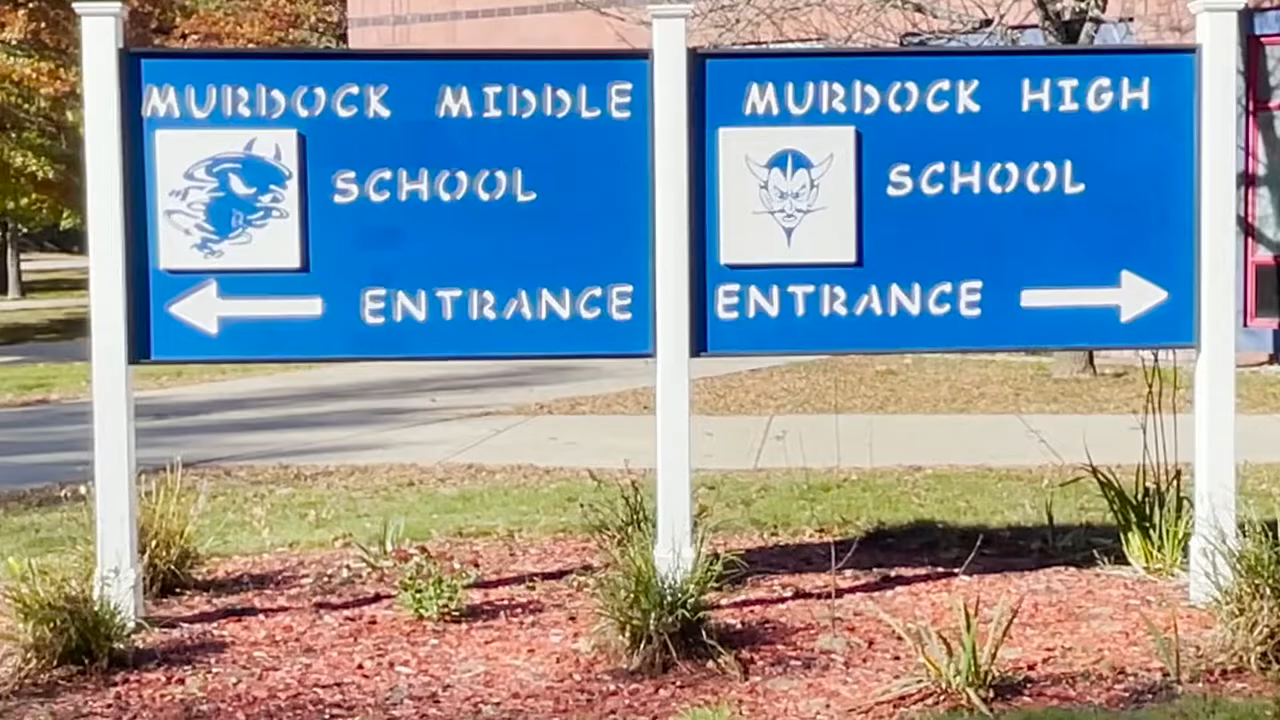 MURDOCK MIDDLE
SCHOOL
ENTRANCE
MURDOCK HIGH
SCHOOL
ENTRANCE